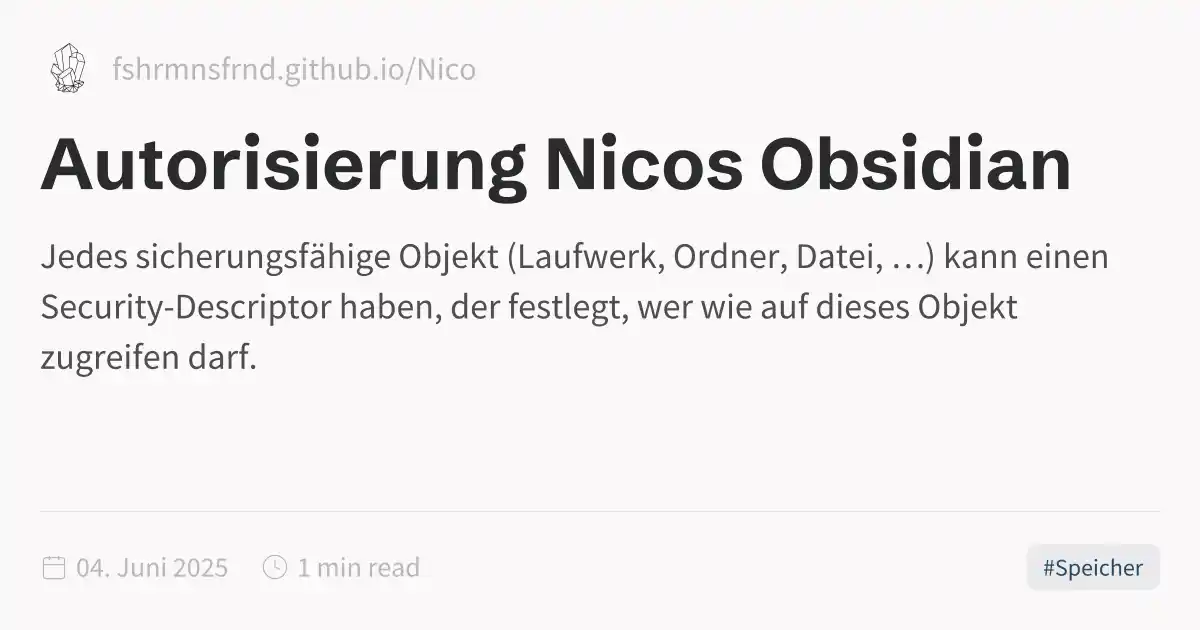 fshrmnsfrnd.github.io/Nico
Autorisierung Nicos Obsidian
Jedes sicherungsfähige Objekt (Laufwerk, Ordner, Datei, …) kann einen
Security-Descriptor haben, der festlegt, wer wie auf dieses Objekt
zugreifen darf.
04. Juni 2025 1 min read #Speicher